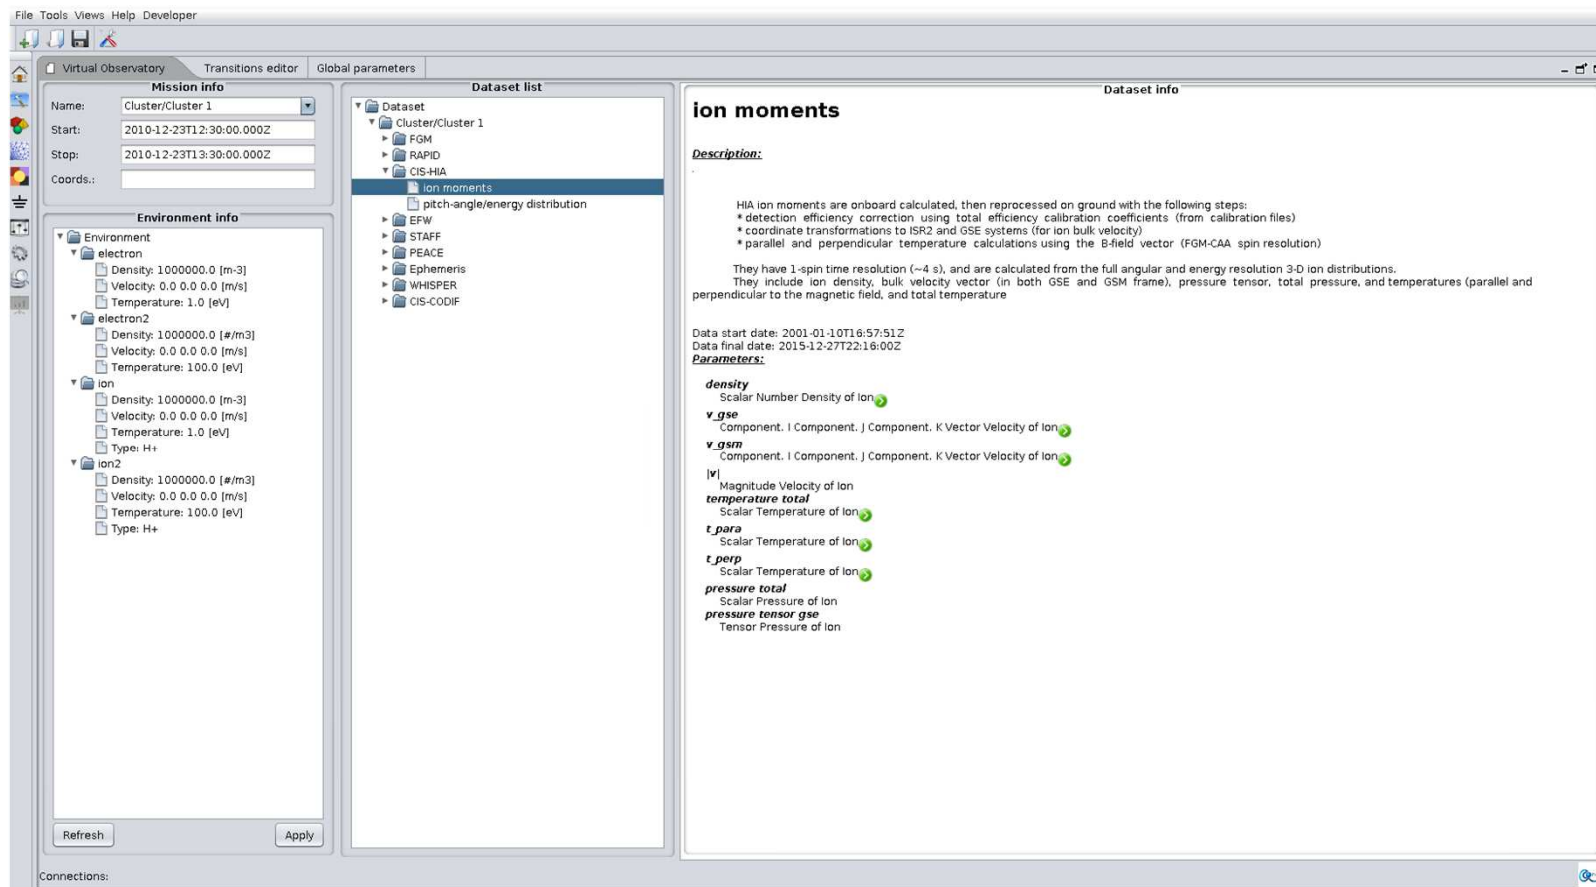 File Tools Views Help Developer
Virtual Observatory
Transitions editor
Global parameters
Mission info
Name: Cluster/Cluster 1
Start: 2010-12-23T12:30:00.000Z
Stop: 2010-12-23T13:30:00.000Z
Coords.:
Environment info
Environment
electron
Density: 1000000.0 [m-3]
Velocity: 0.0 0.0 0.0 [m/s]
Temperature: 1.0 [eV]
electron2
Density: 1000000.0 [#/m3]
Velocity: 0.0 0.0 0.0 [m/s]
Temperature: 100.0 [eV]
ion
Density: 1000000.0 [m-3]
Velocity: 0.0 0.0 0.0 [m/s]
Temperature: 1.0 [eV]
Type: H+
ion2
Density: 1000000.0 [#/m3]
Velocity: 0.0 0.0 0.0 [m/s]
Temperature: 100.0 [eV]
Type: H+
Refresh
Apply
Dataset list
Dataset
Cluster/Cluster 1
FGM
RAPID
CIS-HIA
ion moments
pitch-angle/energy distribution
EFW
STAFF
PEACE
Ephemeris
WHISPER
CIS-CODIF
Dataset info
ion moments
Description:
.
HIA ion moments are onboard calculated, then reprocessed on ground with the following steps:
* detection efficiency correction using total efficiency calibration coefficients (from calibration files)
* coordinate transformations to ISR2 and GSE systems (for ion bulk velocity)
* parallel and perpendicular temperature calculations using the B-field vector (FGM-CAA spin resolution)
They have 1-spin time resolution (~4 s), and are calculated from the full angular and energy resolution 3-D ion distributions.
They include ion density, bulk velocity vector (in both GSE and GSM frame), pressure tensor, total pressure, and temperatures (parallel and
perpendicular to the magnetic field, and total temperature
Data start date: 2001-01-10T16:57:51Z
Data final date: 2015-12-27T22:16:00Z
Parameters:
density
Scalar Number Density of Ion
v_gse
Component. I Component. J Component. K Vector Velocity of Ion
v_gsm
Component. I Component. J Component. K Vector Velocity of Ion
|v|
Magnitude Velocity of Ion
temperature total
Scalar Temperature of Ion
t_para
Scalar Temperature of Ion
t_perp
Scalar Temperature of Ion
pressure total
Scalar Pressure of Ion
pressure tensor gse
Tensor Pressure of Ion
Connections: